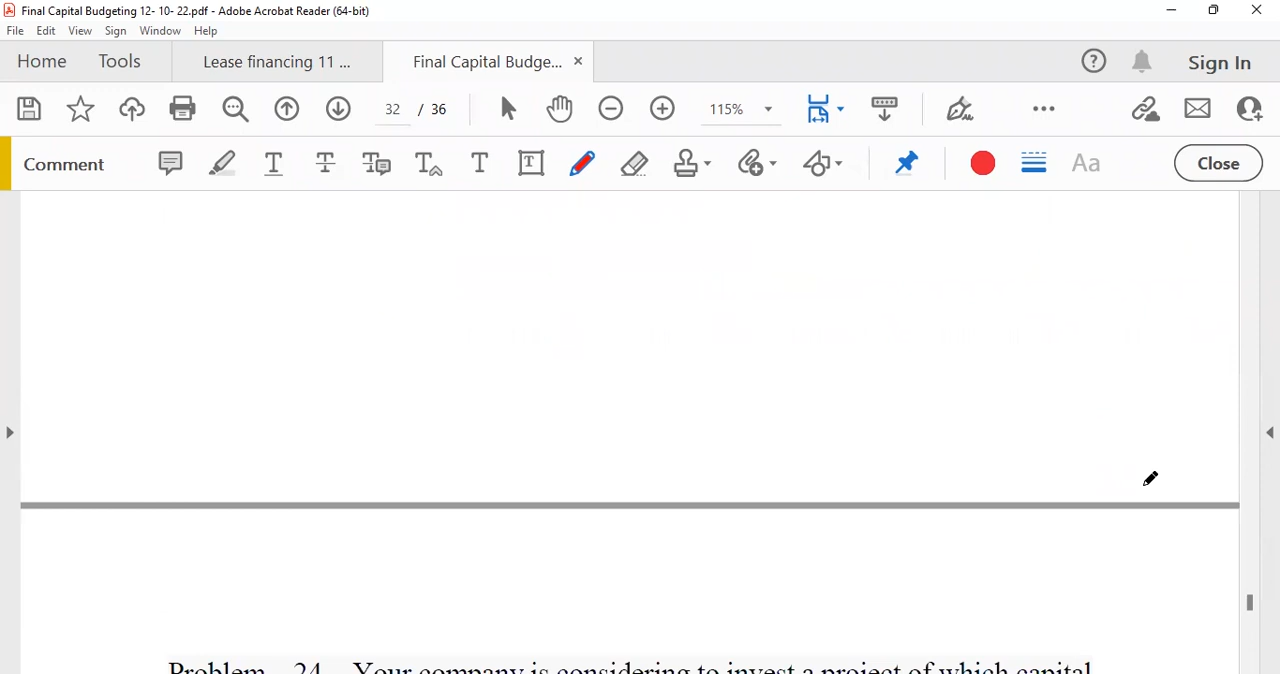 Final Capital Budgeting 12- 10- 22.pdf - Adobe Acrobat Reader (64-bit)
File Edit View Sign Window Help
Home Tools Lease financing 11 ... Final Capital Budge... × Sign In
32 / 36 115%
Comment Aa Close
Problem – 24 – Your company is considering to invest a project of which capital